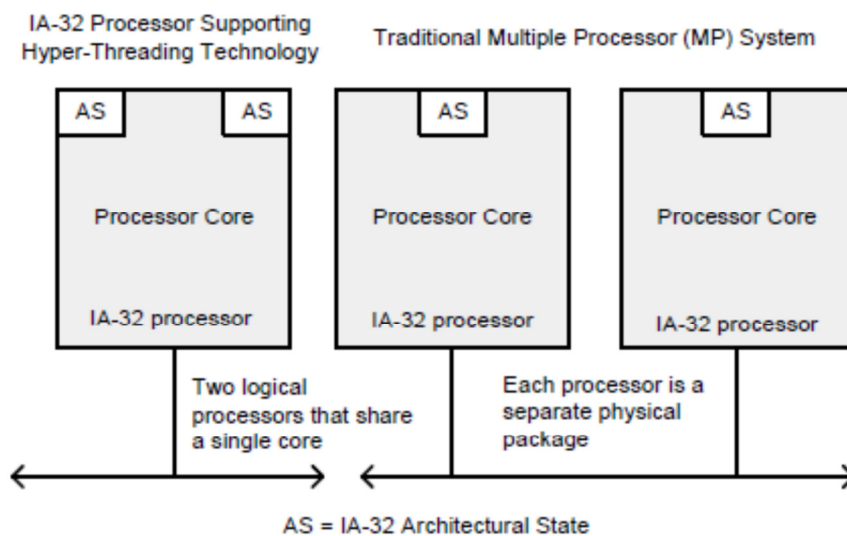 IA-32 Processor Supporting
Hyper-Threading Technology
Traditional Multiple Processor (MP) System
AS
AS
AS
AS
Processor Core
Processor Core
Processor Core
IA-32 processor
IA-32 processor
IA-32 processor
Two logical
processors that share
a single core
Each processor is a
separate physical
package
AS = IA-32 Architectural State